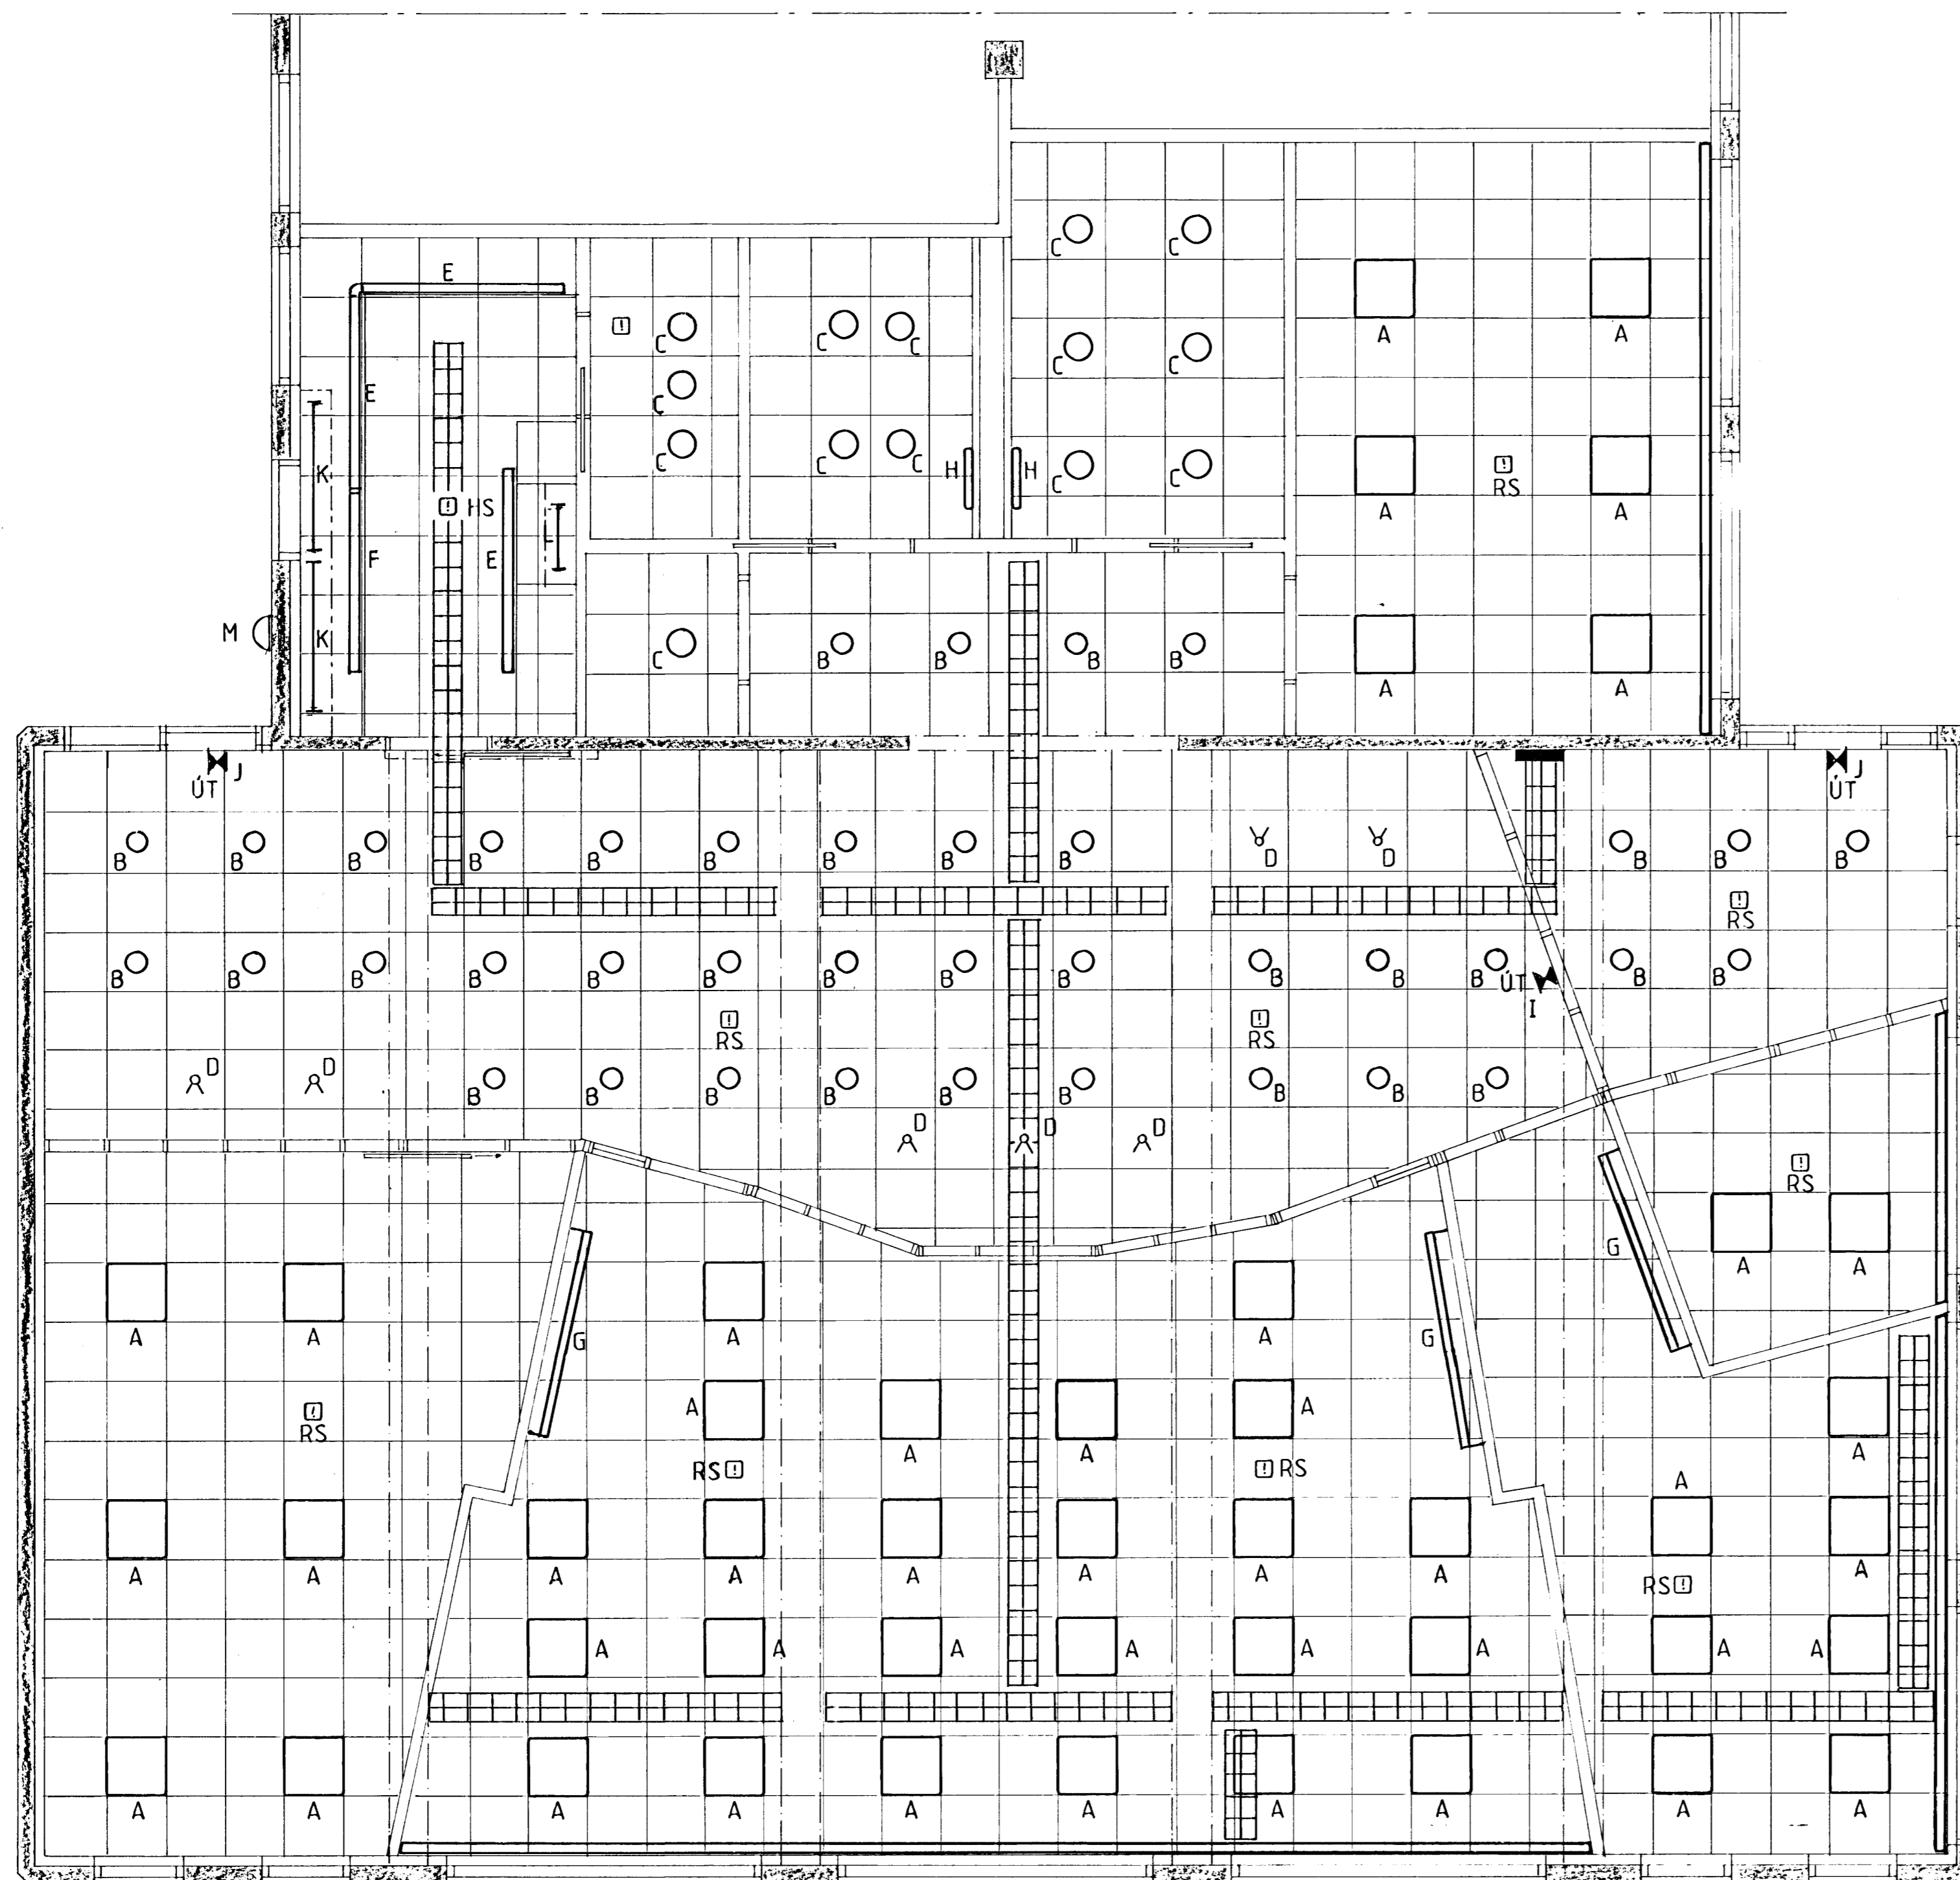 E
C C
A A
C C C
E
C C C
C
K C C C H H C C
RS
A A
HS
E L
F
M K
C B B B B
A A
ÚT J
J
ÚT
B B B B B B B B B D D B B B
RS
B B B B B B B B B B B B B B
ÚT
I
RS RS
D D
B B B B B B B B B
D D D
RS
G G G
A A
A A A A
A A
RS
A A A
A
RS RS
A
A A A A A A A A A
RS
A A A A A A A A
A A A A A A A A A A